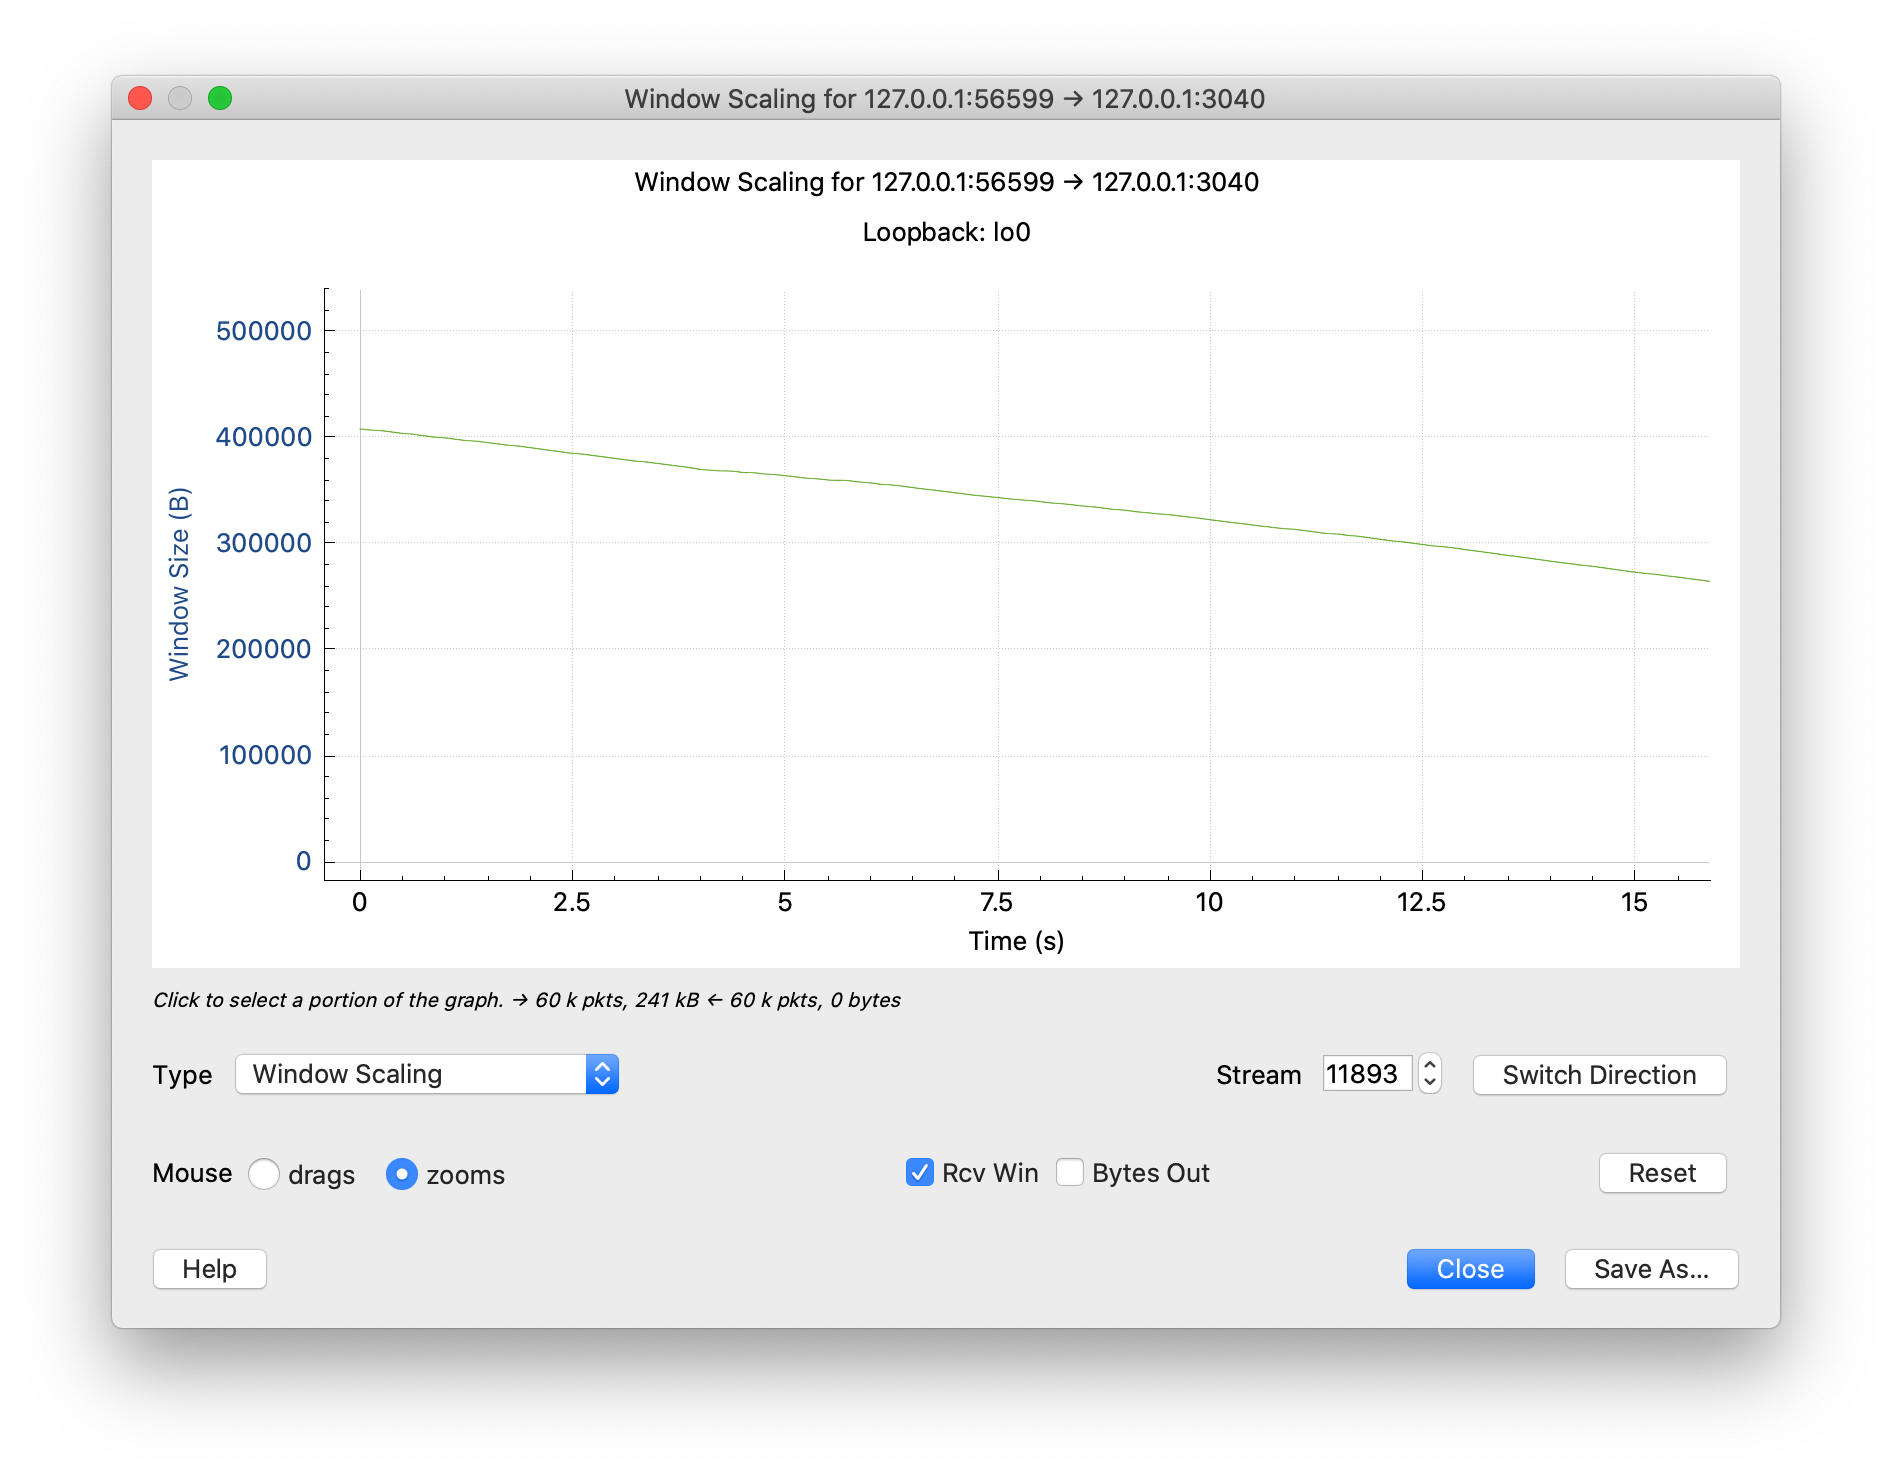 Window Scaling for 127.0.0.1:56599 → 127.0.0.1:3040
Window Scaling for 127.0.0.1:56599 → 127.0.0.1:3040
Loopback: lo0
Window Size (B)
500000
400000
300000
200000
100000
0
0 2.5 5 7.5 10 12.5 15
Time (s)
Click to select a portion of the graph. → 60 k pkts, 241 kB ← 60 k pkts, 0 bytes
Type Window Scaling Stream 11893 Switch Direction
Mouse drags zooms Rcv Win Bytes Out Reset
Help Close Save As...